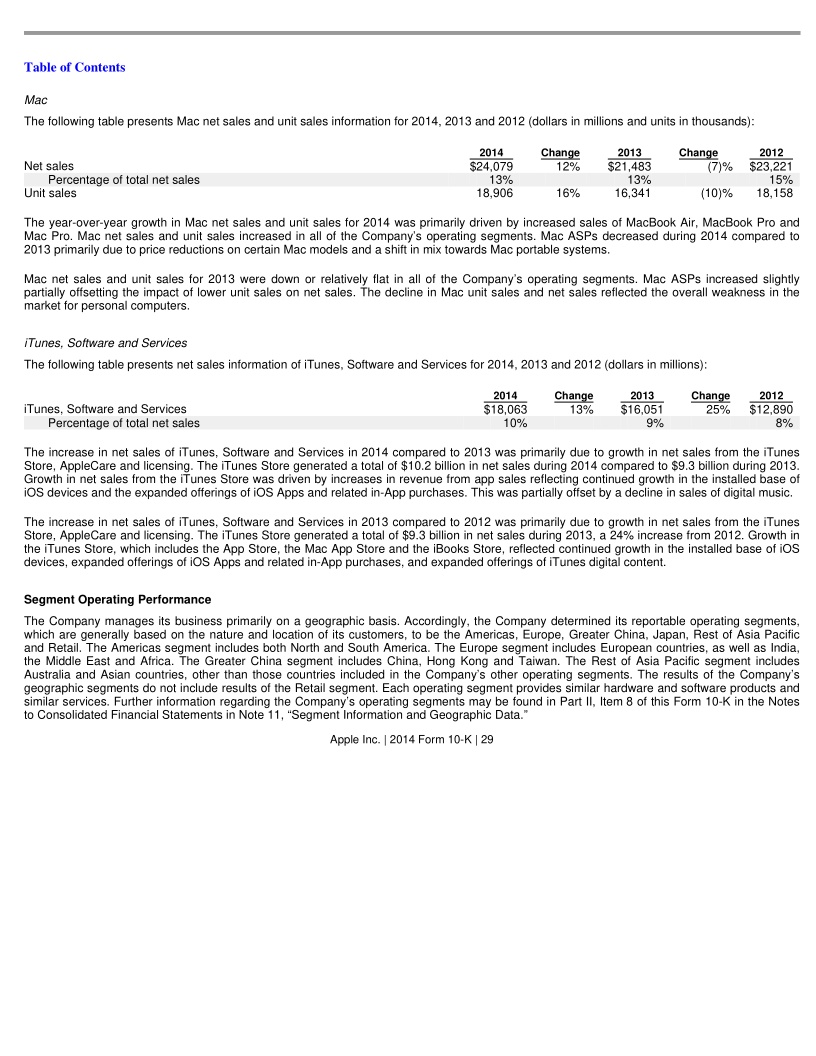 Table of Contents
Mac
The following table presents Mac net sales and unit sales information for 2014, 2013 and 2012 (dollars in millions and units in thousands):
2014 Change 2013 Change 2012
Net sales $24,079 12% $21,483 (7)% $23,221
Percentage of total net sales 13% 13% 15%
Unit sales 18,906 16% 16,341 (10)% 18,158
The year-over-year growth in Mac net sales and unit sales for 2014 was primarily driven by increased sales of MacBook Air, MacBook Pro and
Mac Pro. Mac net sales and unit sales increased in all of the Company's operating segments. Mac ASPs decreased during 2014 compared to
2013 primarily due to price reductions on certain Mac models and a shift in mix towards Mac portable systems.
Mac net sales and unit sales for 2013 were down or relatively flat in all of the Company's operating segments. Mac ASPs increased slightly
partially offsetting the impact of lower unit sales on net sales. The decline in Mac unit sales and net sales reflected the overall weakness in the
market for personal computers.
iTunes, Software and Services
The following table presents net sales information of iTunes, Software and Services for 2014, 2013 and 2012 (dollars in millions):
2014 Change 2013 Change 2012
iTunes, Software and Services $18,063 13% $16,051 25% $12,890
Percentage of total net sales 10% 9% 8%
The increase in net sales of iTunes, Software and Services in 2014 compared to 2013 was primarily due to growth in net sales from the iTunes
Store, AppleCare and licensing. The iTunes Store generated a total of $10.2 billion in net sales during 2014 compared to $9.3 billion during 2013.
Growth in net sales from the iTunes Store was driven by increases in revenue from app sales reflecting continued growth in the installed base of
iOS devices and the expanded offerings of iOS Apps and related in-App purchases. This was partially offset by a decline in sales of digital music.
The increase in net sales of iTunes, Software and Services in 2013 compared to 2012 was primarily due to growth in net sales from the iTunes
Store, AppleCare and licensing. The iTunes Store generated a total of $9.3 billion in net sales during 2013, a 24% increase from 2012. Growth in
the iTunes Store, which includes the App Store, the Mac App Store and the iBooks Store, reflected continued growth in the installed base of iOS
devices, expanded offerings of iOS Apps and related in-App purchases, and expanded offerings of iTunes digital content.
Segment Operating Performance
The Company manages its business primarily on a geographic basis. Accordingly, the Company determined its reportable operating segments,
which are generally based on the nature and location of its customers, to be the Americas, Europe, Greater China, Japan, Rest of Asia Pacific
and Retail. The Americas segment includes both North and South America. The Europe segment includes European countries, as well as India,
the Middle East and Africa. The Greater China segment includes China, Hong Kong and Taiwan. The Rest of Asia Pacific segment includes
Australia and Asian countries, other than those countries included in the Company's other operating segments. The results of the Company's
geographic segments do not include results of the Retail segment. Each operating segment provides similar hardware and software products and
similar services. Further information regarding the Company's operating segments may be found in Part II, Item 8 of this Form 10-K in the Notes
to Consolidated Financial Statements in Note 11, “Segment Information and Geographic Data.”
Apple Inc. | 2014 Form 10-K | 29